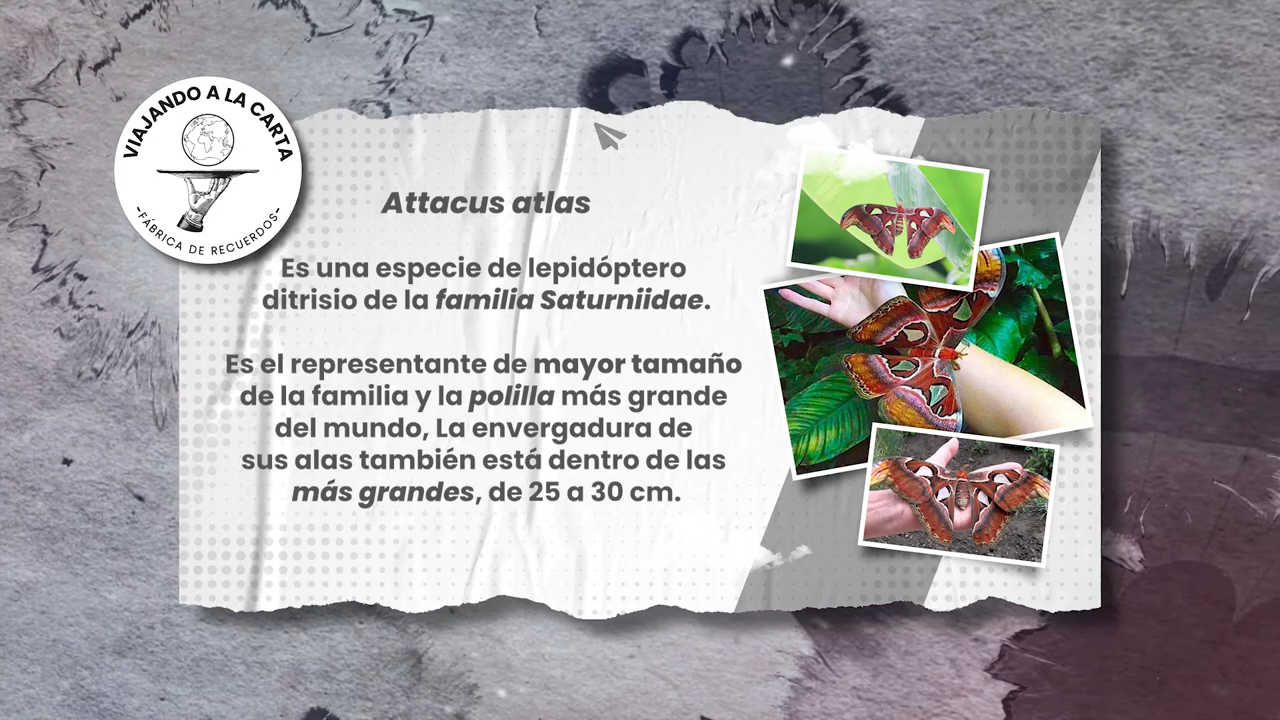 VIAJANDO A LA CARTA
-FÁBRICA DE RECUERDOS-
Attacus atlas
Es una especie de lepidóptero
ditrisio de la familia Saturniidae.
Es el representante de mayor tamaño
de la familia y la polilla más grande
del mundo, La envergadura de
sus alas también está dentro de las
más grandes, de 25 a 30 cm.